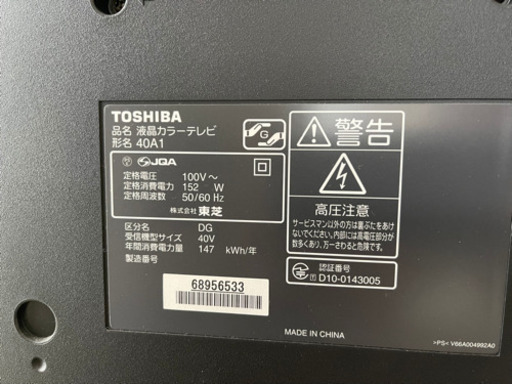 TOSHIBA
品名 液晶カラーテレビ
形名 40A1
JQA
定格電圧 100V～
定格消費電力 152 W
定格周波数 50/60 Hz
株式会社 東芝
区分名 DG
受信機型サイズ 40V
年間消費電力量 147 kWh/年
製造番号
68956533
G
警告
高圧注意
サービスマン以外の方は裏ぶたをあけ
ないでください。内部には高電圧部分が
数多くあり、万一さわると危険です。
認証番号
D10-0143005
MADE IN CHINA
>PS< V66A004992A0